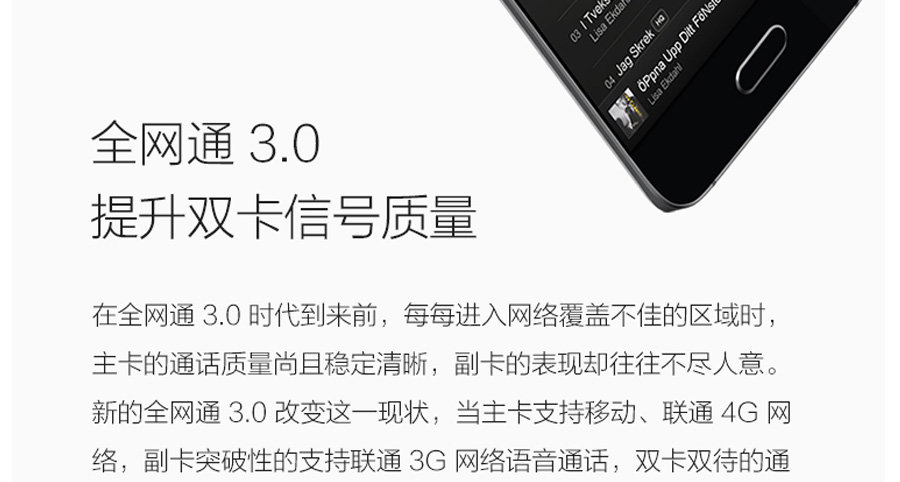 03 I Tveks
Lisa Ekdahl
04 Jag Skrek HQ
öPpna Upp Ditt FöNste
Lisa Ekdahl
全网通 3.0
提升双卡信号质量
在全网通 3.0 时代到来前，每每进入网络覆盖不佳的区域时，
主卡的通话质量尚且稳定清晰，副卡的表现却往往不尽人意。
新的全网通 3.0 改变这一现状，当主卡支持移动、联通 4G 网
络，副卡突破性的支持联通 3G 网络语音通话，双卡双待的通